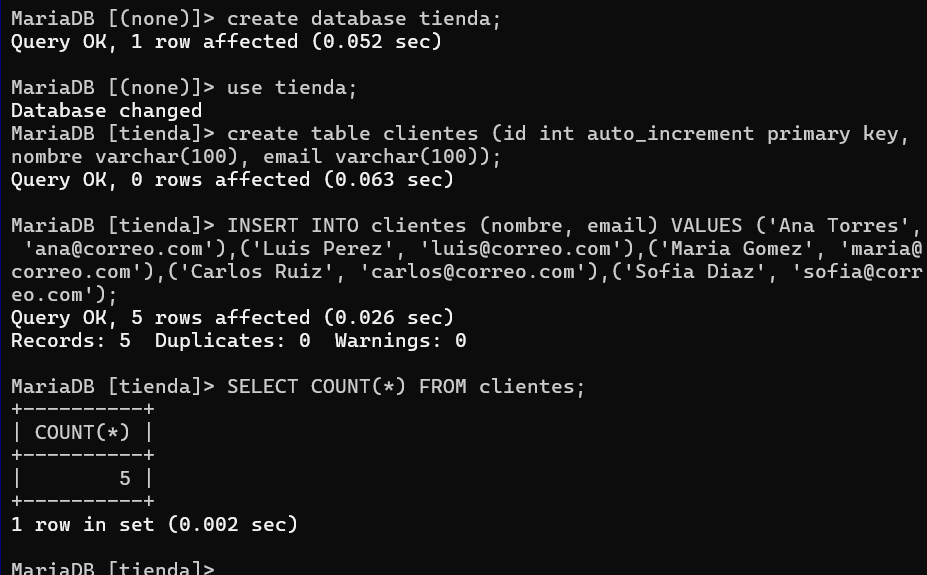 MariaDB [(none)]> create database tienda;
Query OK, 1 row affected (0.052 sec)
MariaDB [(none)]> use tienda;
Database changed
MariaDB [tienda]> create table clientes (id int auto_increment primary key,
nombre varchar(100), email varchar(100));
Query OK, 0 rows affected (0.063 sec)
MariaDB [tienda]> INSERT INTO clientes (nombre, email) VALUES ('Ana Torres',
 'ana@correo.com'),('Luis Perez', 'luis@correo.com'),('Maria Gomez', 'maria@
correo.com'),('Carlos Ruiz', 'carlos@correo.com'),('Sofia Diaz', 'sofia@corr
eo.com');
Query OK, 5 rows affected (0.026 sec)
Records: 5  Duplicates: 0  Warnings: 0
MariaDB [tienda]> SELECT COUNT(*) FROM clientes;
+----------+
| COUNT(*) |
+----------+
|        5 |
+----------+
1 row in set (0.002 sec)
MariaDB [tienda]>